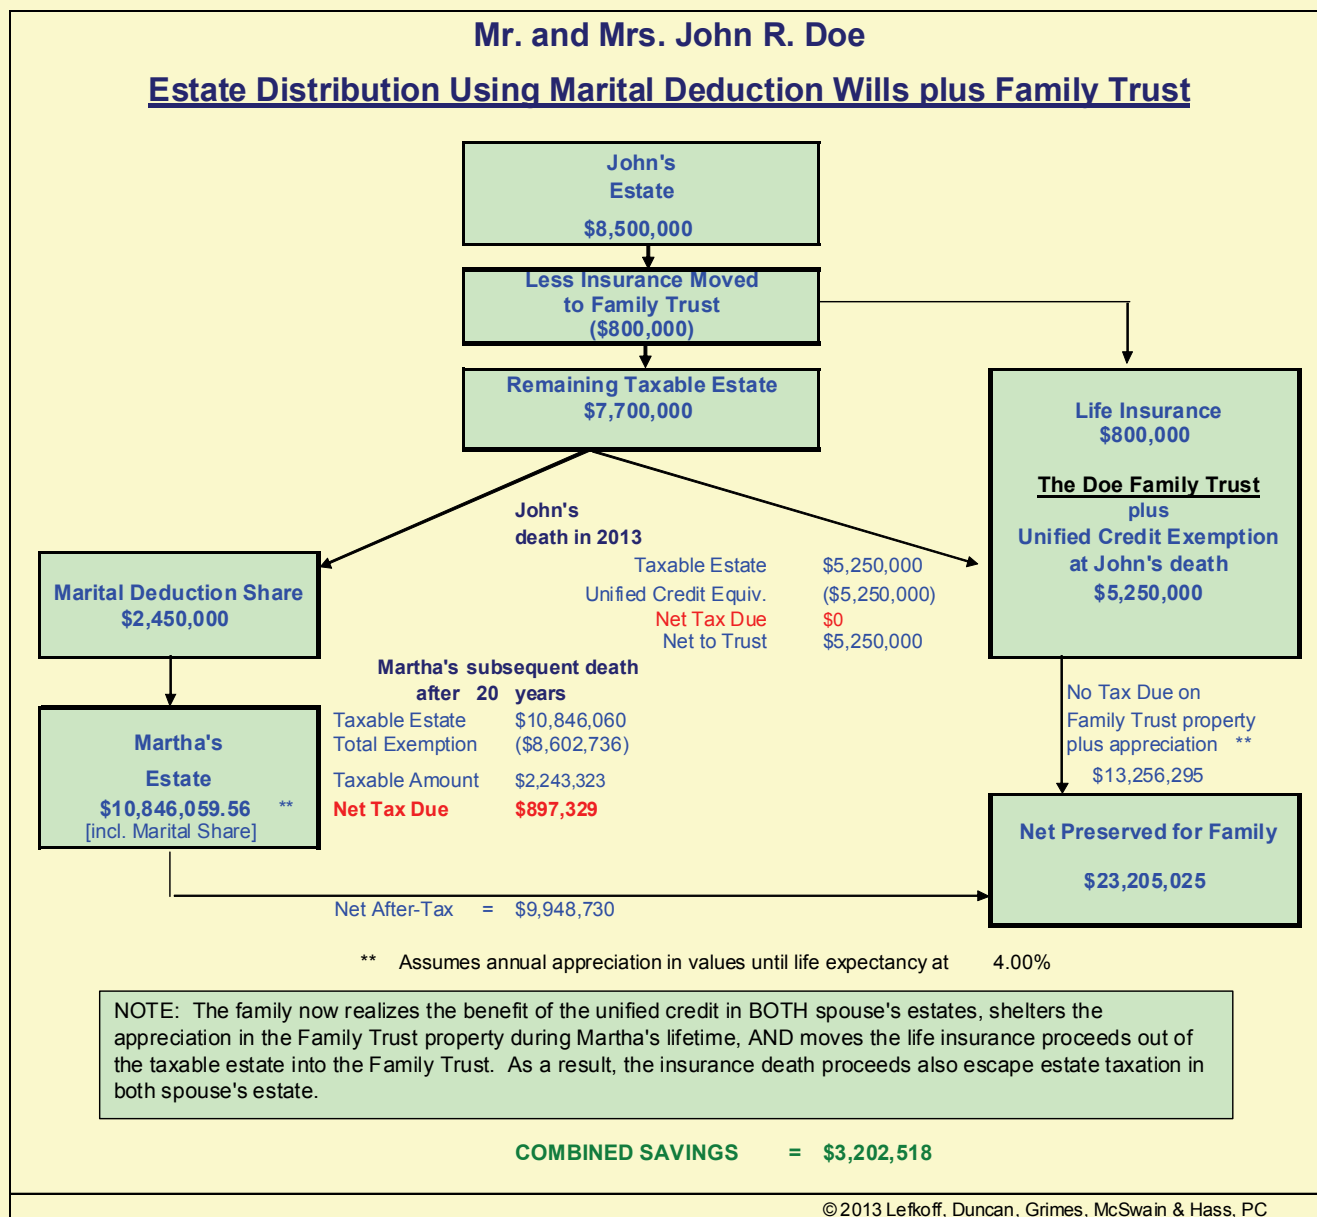 Mr. and Mrs. John R. Doe
Estate Distribution Using Marital Deduction Wills plus Family Trust
John's
Estate
$8,500,000
Less Insurance Moved
to Family Trust
($800,000)
Remaining Taxable Estate
$7,700,000
Life Insurance
$800,000
The Doe Family Trust
plus
Unified Credit Exemption
at John's death
$5,250,000
John's
death in 2013
Taxable Estate $5,250,000
Unified Credit Equiv. ($5,250,000)
Net Tax Due $0
Net to Trust $5,250,000
Marital Deduction Share
$2,450,000
Martha's subsequent death
after 20 years
Taxable Estate $10,846,060
Total Exemption ($8,602,736)
Taxable Amount $2,243,323
Net Tax Due $897,329
Martha's
Estate
$10,846,059.56 **
[incl. Marital Share]
No Tax Due on
Family Trust property
plus appreciation **
$13,256,295
Net Preserved for Family
$23,205,025
Net After-Tax = $9,948,730
** Assumes annual appreciation in values until life expectancy at 4.00%
NOTE: The family now realizes the benefit of the unified credit in BOTH spouse's estates, shelters the
appreciation in the Family Trust property during Martha's lifetime, AND moves the life insurance proceeds out of
the taxable estate into the Family Trust. As a result, the insurance death proceeds also escape estate taxation in
both spouse's estate.
COMBINED SAVINGS = $3,202,518
© 2013 Lefkoff, Duncan, Grimes, McSwain & Hass, PC